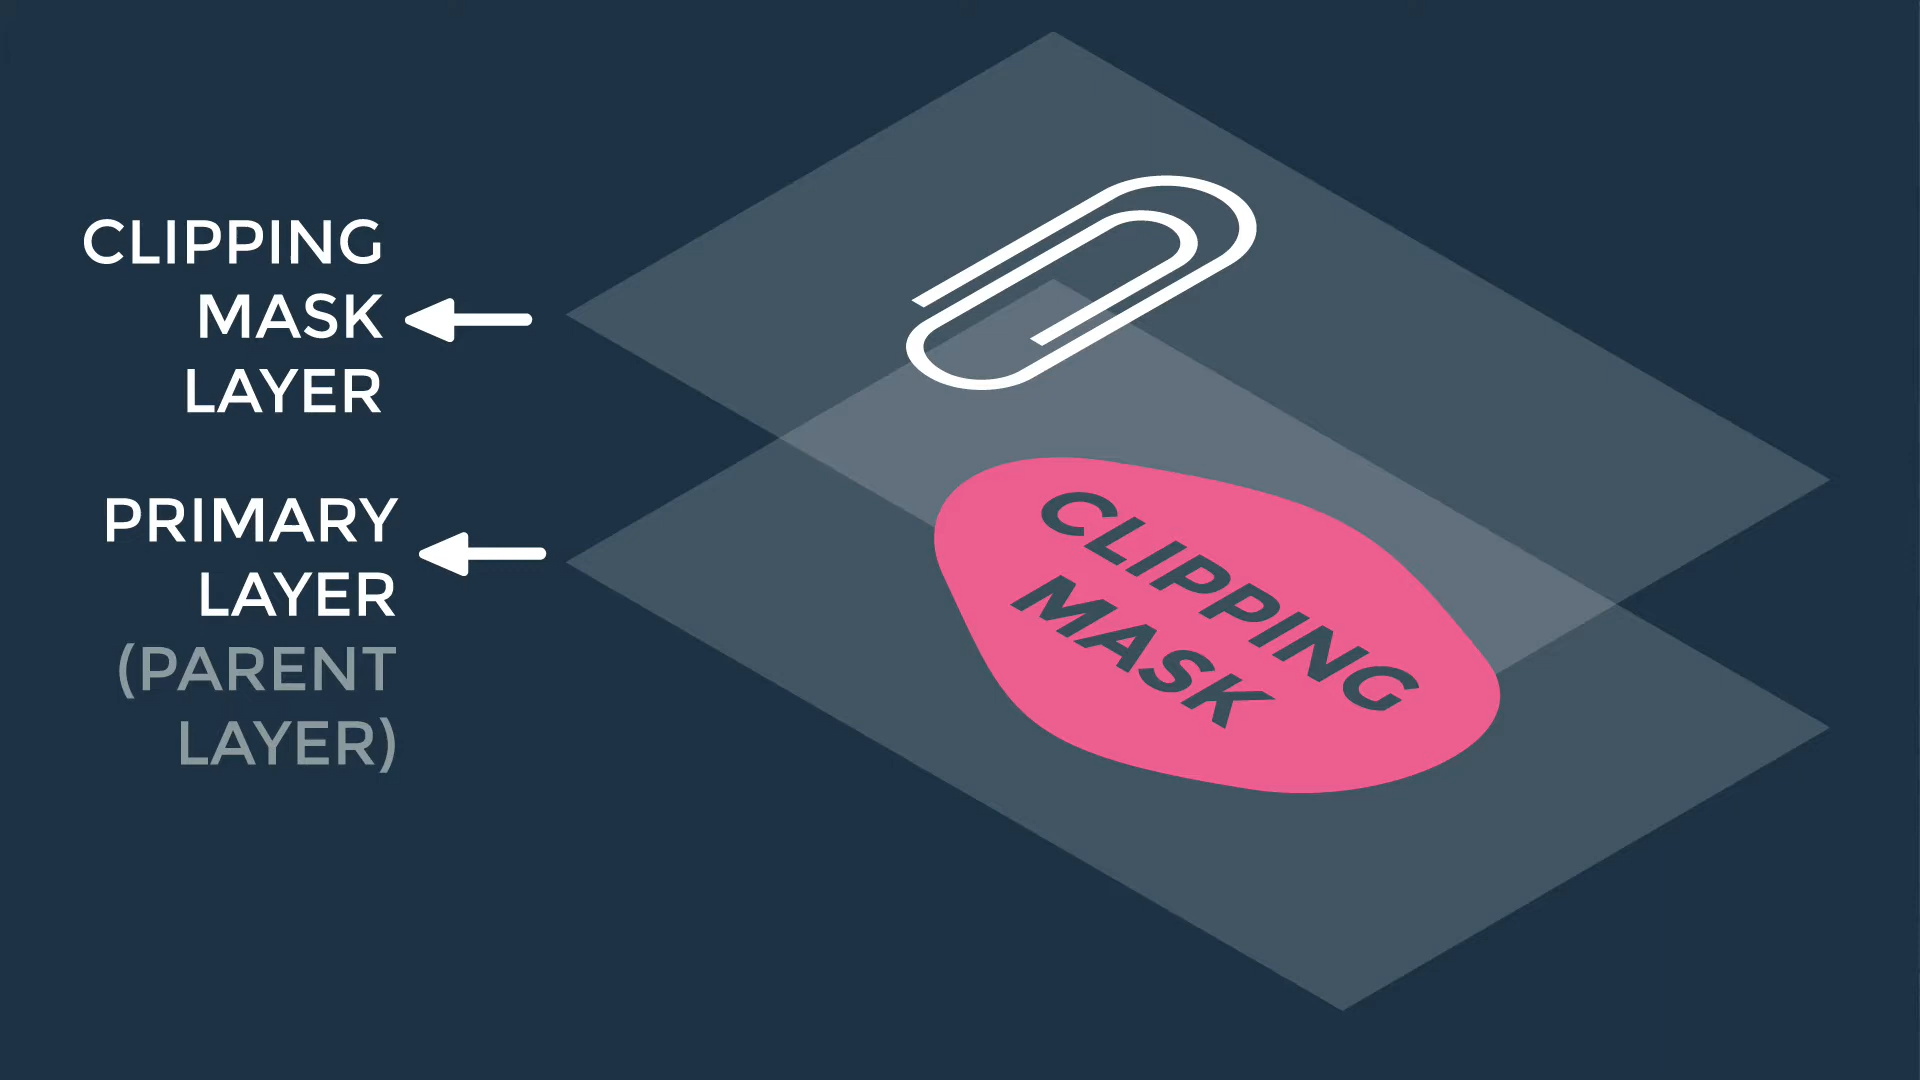 CLIPPING
MASK
LAYER
PRIMARY
LAYER
(PARENT
LAYER)
CLIPPING
MASK